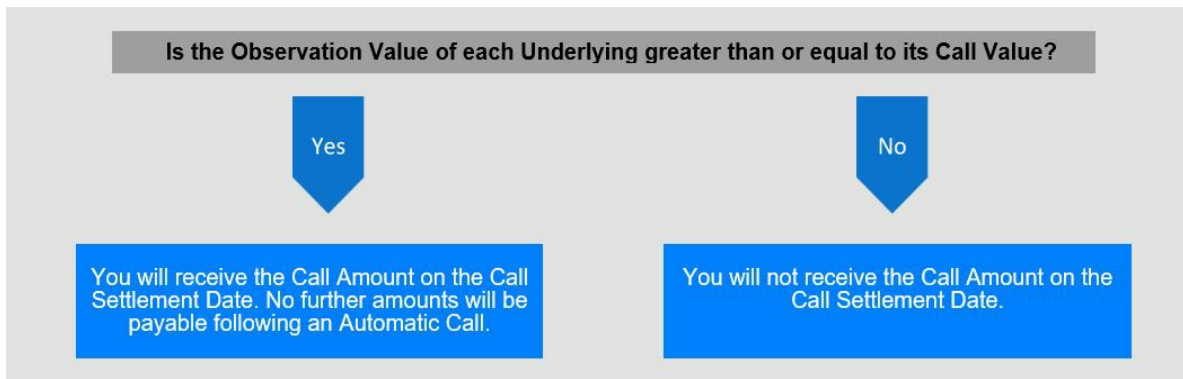 Is the Observation Value of each Underlying greater than or equal to its Call Value?
Yes
No
You will receive the Call Amount on the Call
Settlement Date. No further amounts will be
payable following an Automatic Call.
You will not receive the Call Amount on the
Call Settlement Date.